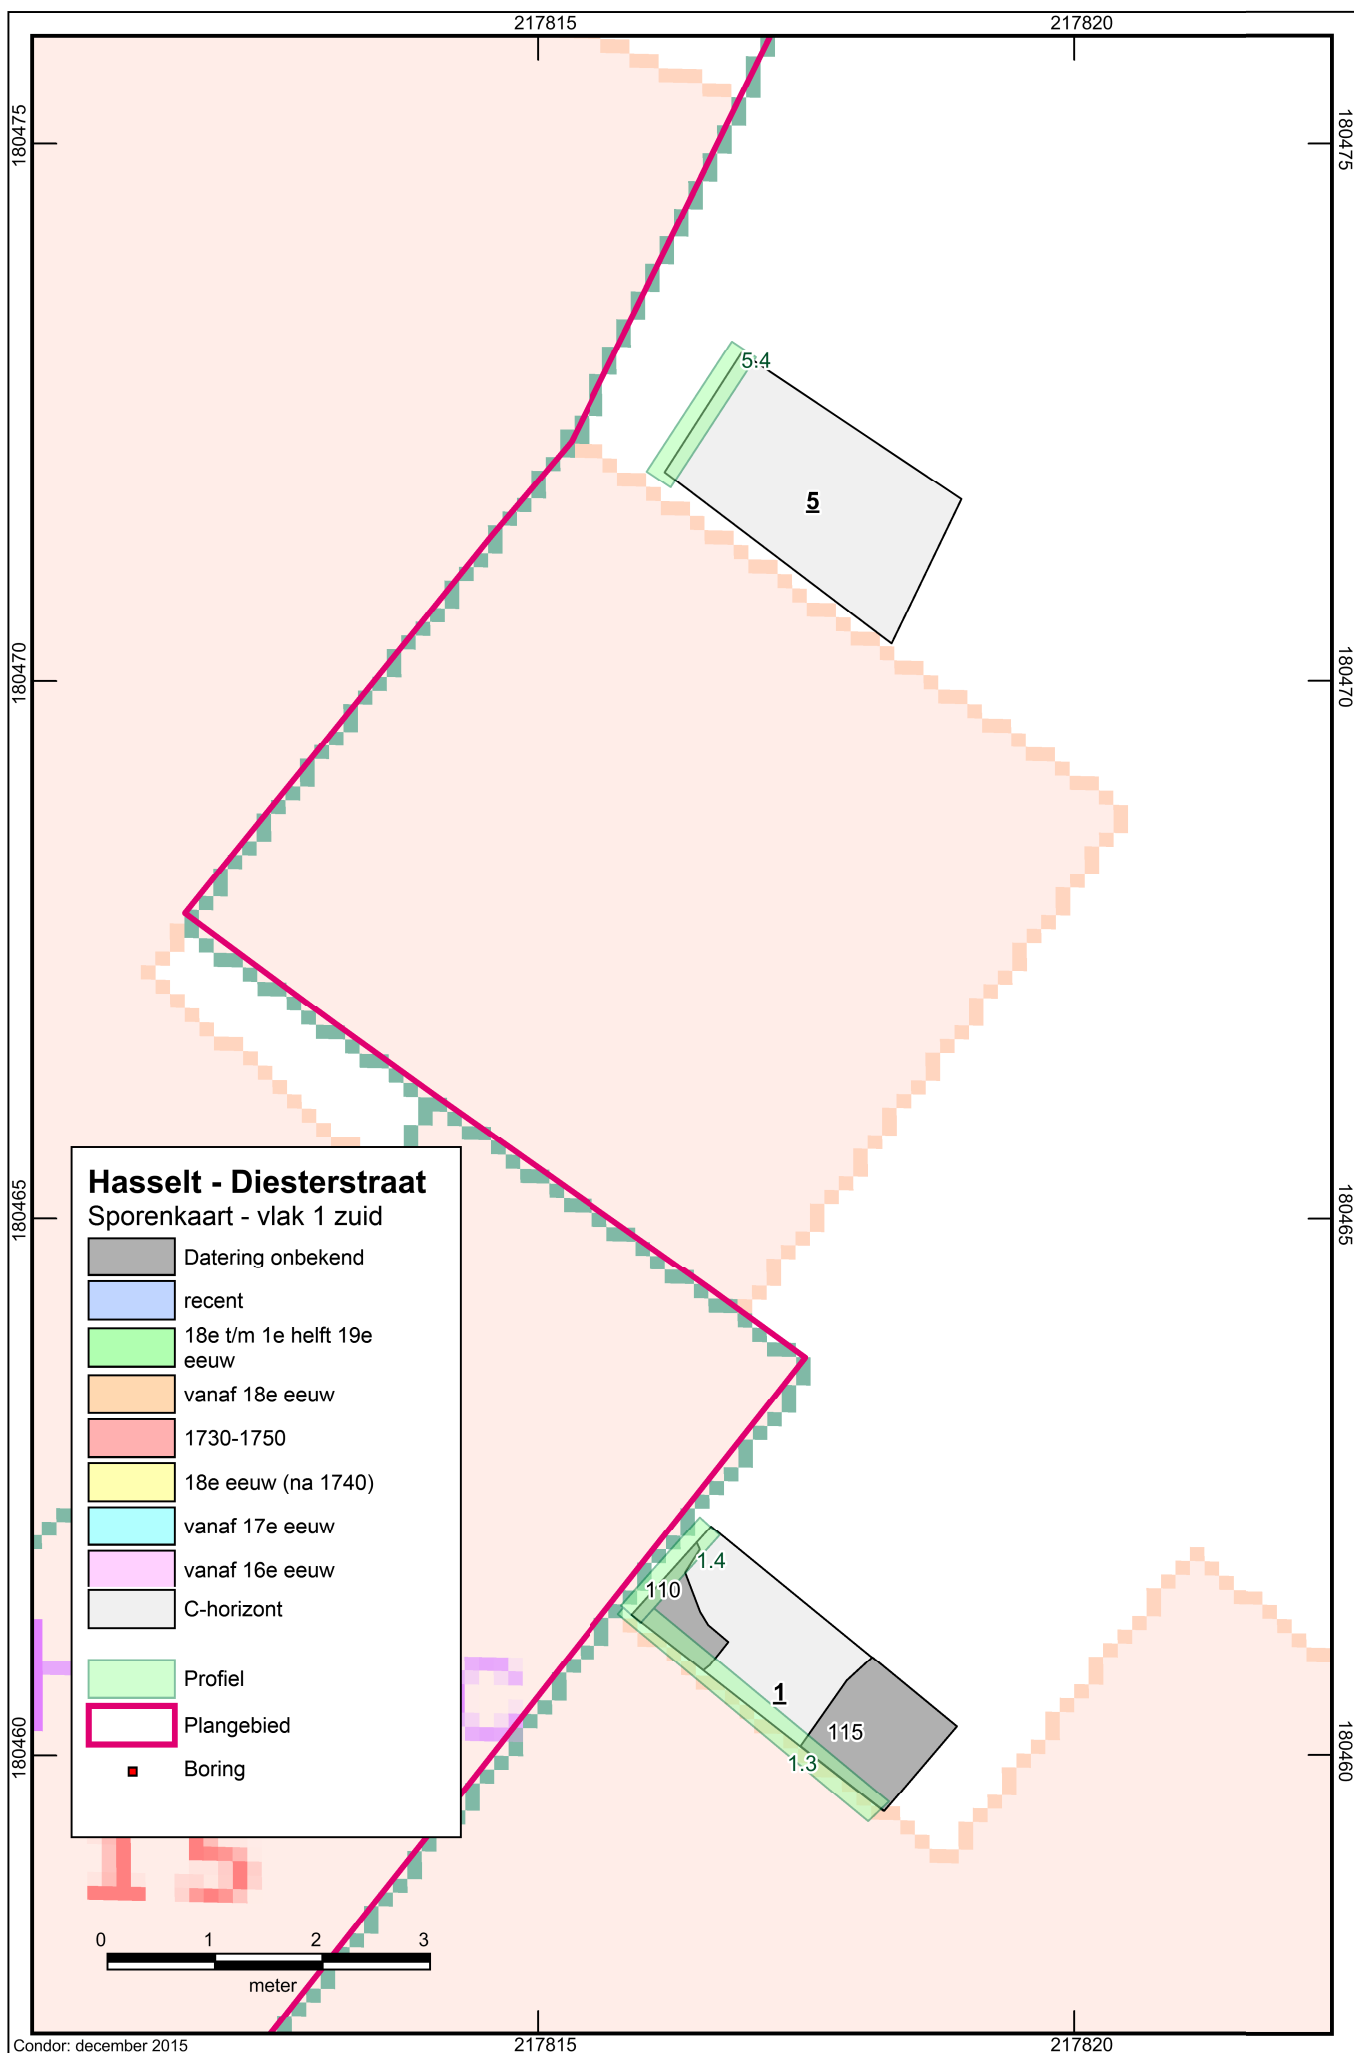 217815 217820
180475 180475
5.4
5
180470 180470
180465 180465
Hasselt - Diesterstraat
Sporenkaart - vlak 1 zuid
Datering onbekend
recent
18e t/m 1e helft 19e
eeuw
vanaf 18e eeuw
1730-1750
18e eeuw (na 1740)
vanaf 17e eeuw
vanaf 16e eeuw
C-horizont
Profiel
Plangebied
Boring
1.4
110
1
115
1.3
180460 180460
15
0 1 2 3
meter
217815 217820
Condor: december 2015